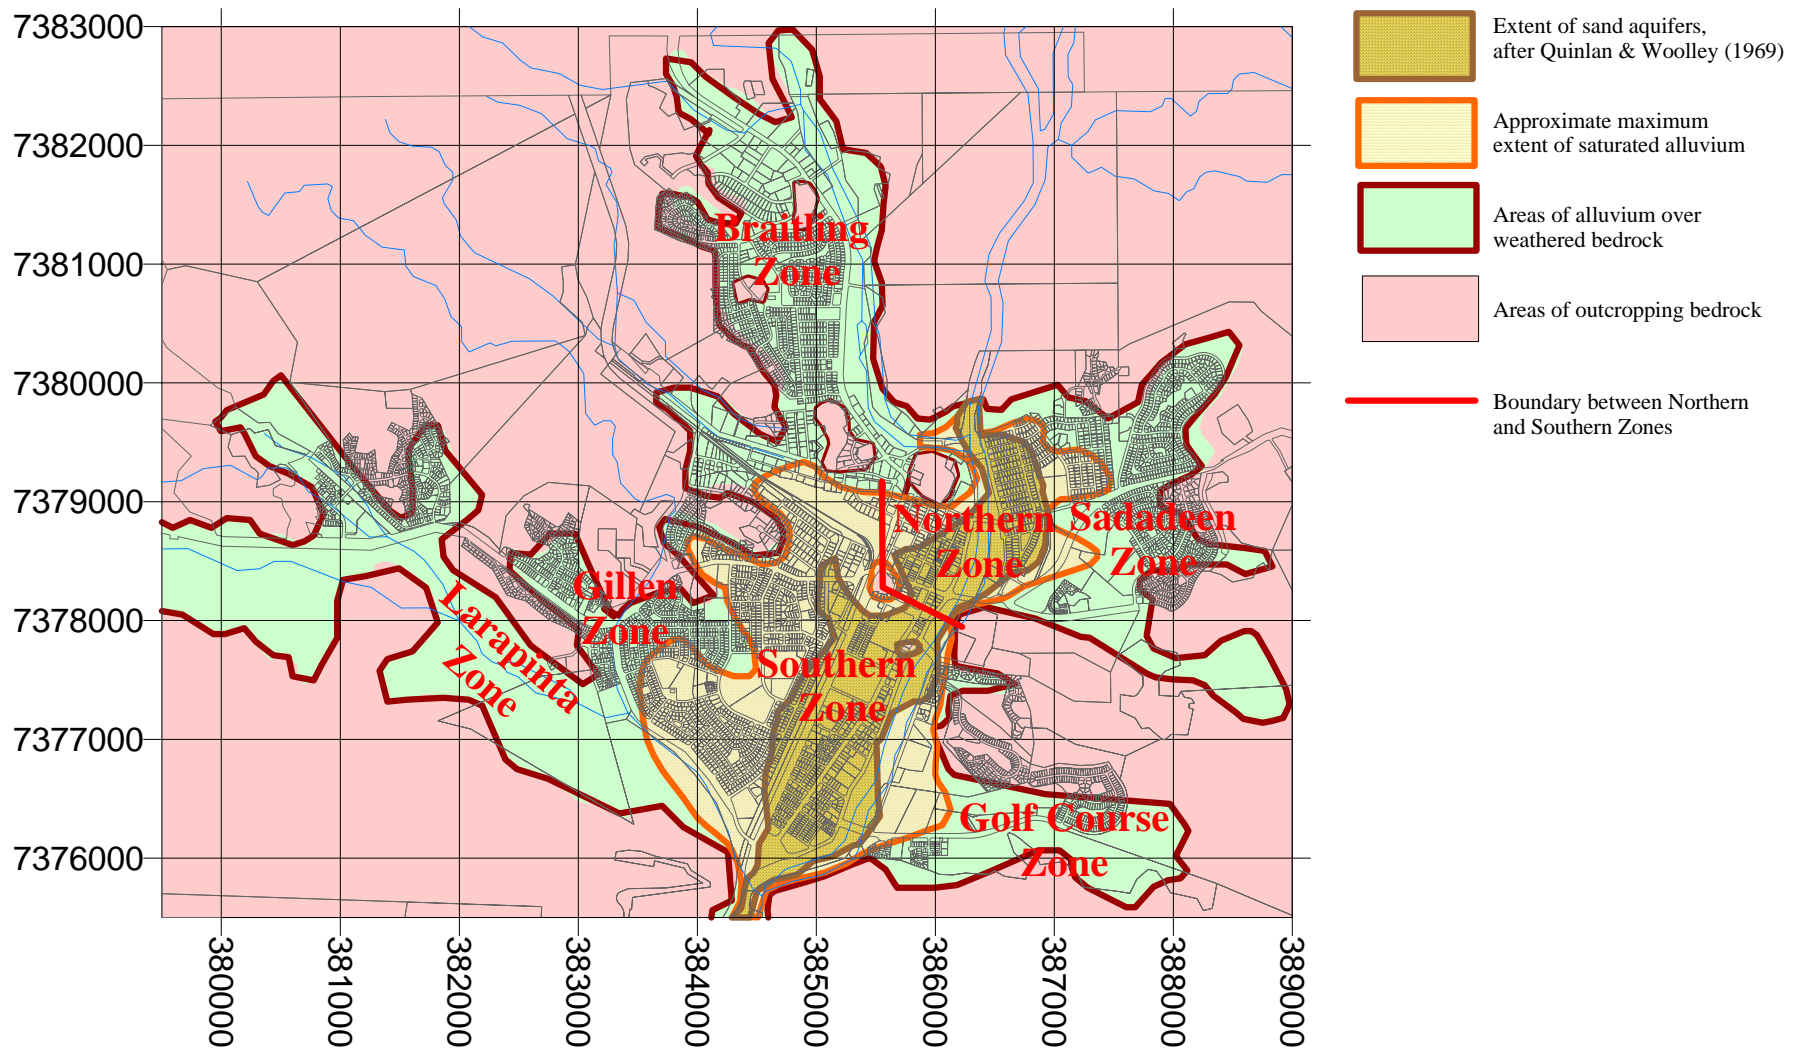 7383000
7382000
7381000
7380000
7379000
7378000
7377000
7376000
380000
381000
382000
383000
384000
385000
386000
387000
388000
389000
Braitling
Zone
Northern
Zone
Sadadeen
Zone
Gillen
Zone
Larapinta
Zone
Southern
Zone
Golf Course
Zone
Extent of sand aquifers,
after Quinlan & Woolley (1969)
Approximate maximum
extent of saturated alluvium
Areas of alluvium over
weathered bedrock
Areas of outcropping bedrock
Boundary between Northern
and Southern Zones